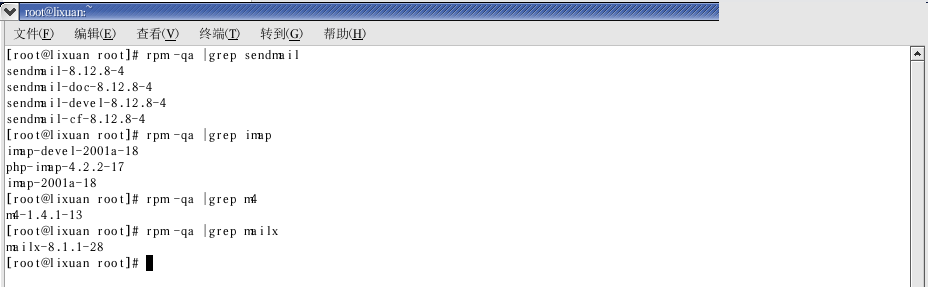 root@lixuan:~
文件(F) 编辑(E) 查看(V) 终端(T) 转到(G) 帮助(H)
[root@lixuan root]# rpm -qa |grep sendmail
sendmail-8.12.8-4
sendmail-doc-8.12.8-4
sendmail-devel-8.12.8-4
sendmail-cf-8.12.8-4
[root@lixuan root]# rpm -qa |grep imap
imap-devel-2001a-18
php-imap-4.2.2-17
imap-2001a-18
[root@lixuan root]# rpm -qa |grep m4
m4-1.4.1-13
[root@lixuan root]# rpm -qa |grep mailx
mailx-8.1.1-28
[root@lixuan root]#